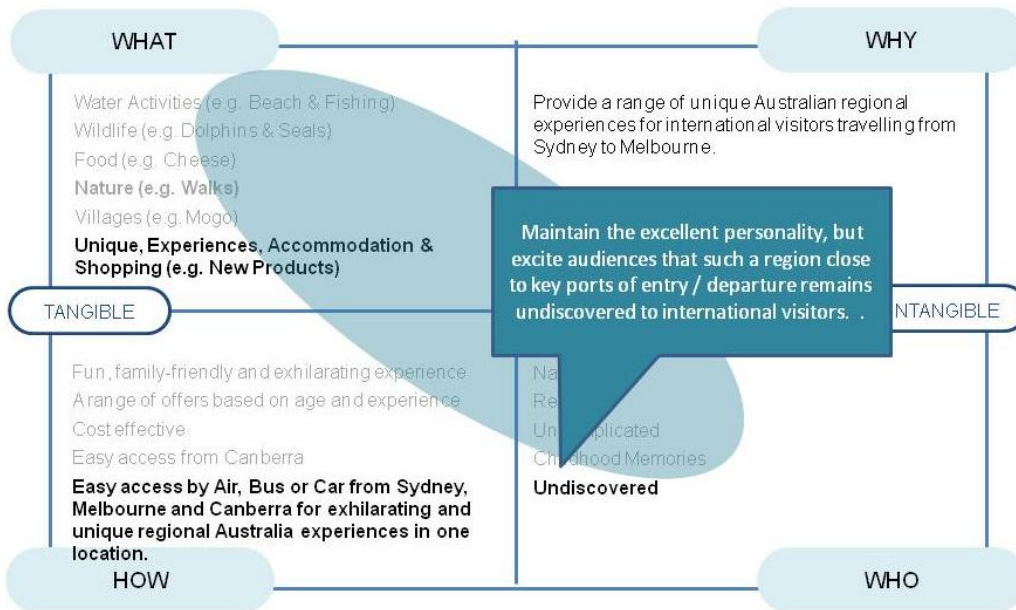 WHAT
WHY
Water Activities (e.g. Beach & Fishing)
Wildlife (e.g. Dolphins & Seals)
Food (e.g. Cheese)
Nature (e.g. Walks)
Villages (e.g. Mogo)
Unique, Experiences, Accommodation &
Shopping (e.g. New Products)
Provide a range of unique Australian regional
experiences for international visitors travelling from
Sydney to Melbourne.
Maintain the excellent personality, but
excite audiences that such a region close
to key ports of entry / departure remains
undiscovered to international visitors. .
TANGIBLE
NTANGIBLE
Fun, family-friendly and exhilarating experience
A range of offers based on age and experience
Cost effective
Easy access from Canberra
Easy access by Air, Bus or Car from Sydney,
Melbourne and Canberra for exhilarating and
unique regional Australia experiences in one
location.
Na
Re
Un plicated
Childhood Memories
Undiscovered
HOW
WHO